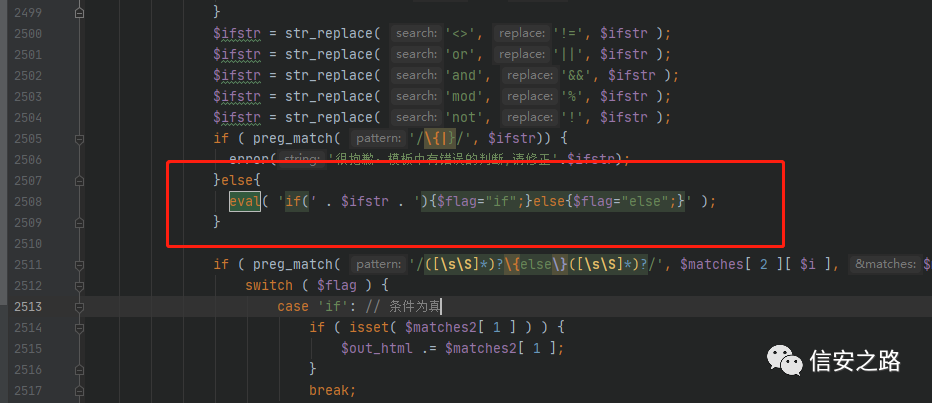 2499 }
2500 $ifstr = str_replace( search: '<>', replace: '!=', $ifstr );
2501 $ifstr = str_replace( search: 'or', replace: '||', $ifstr );
2502 $ifstr = str_replace( search: 'and', replace: '&&', $ifstr );
2503 $ifstr = str_replace( search: 'mod', replace: '%', $ifstr );
2504 $ifstr = str_replace( search: 'not', replace: '!', $ifstr );
2505 if ( preg_match( pattern: '/\{|}/', $ifstr)) {
2506 error( string: '很抱歉,模板中有错误的判断,请修正'.$ifstr);
2507 }else{
2508 eval( 'if(' . $ifstr . '){$flag="if";}else{$flag="else";}' );
2509 }
2510
2511 if ( preg_match( pattern: '/([\s\S]*)?\{else\}([\s\S]*)?/', $matches[ 2 ][ $i ], &matches: $
2512 switch ( $flag ) {
2513 case 'if': // 条件为真
2514 if ( isset( $matches2[ 1 ] ) ) {
2515 $out_html .= $matches2[ 1 ];
2516 }
2517 break;
信安之路